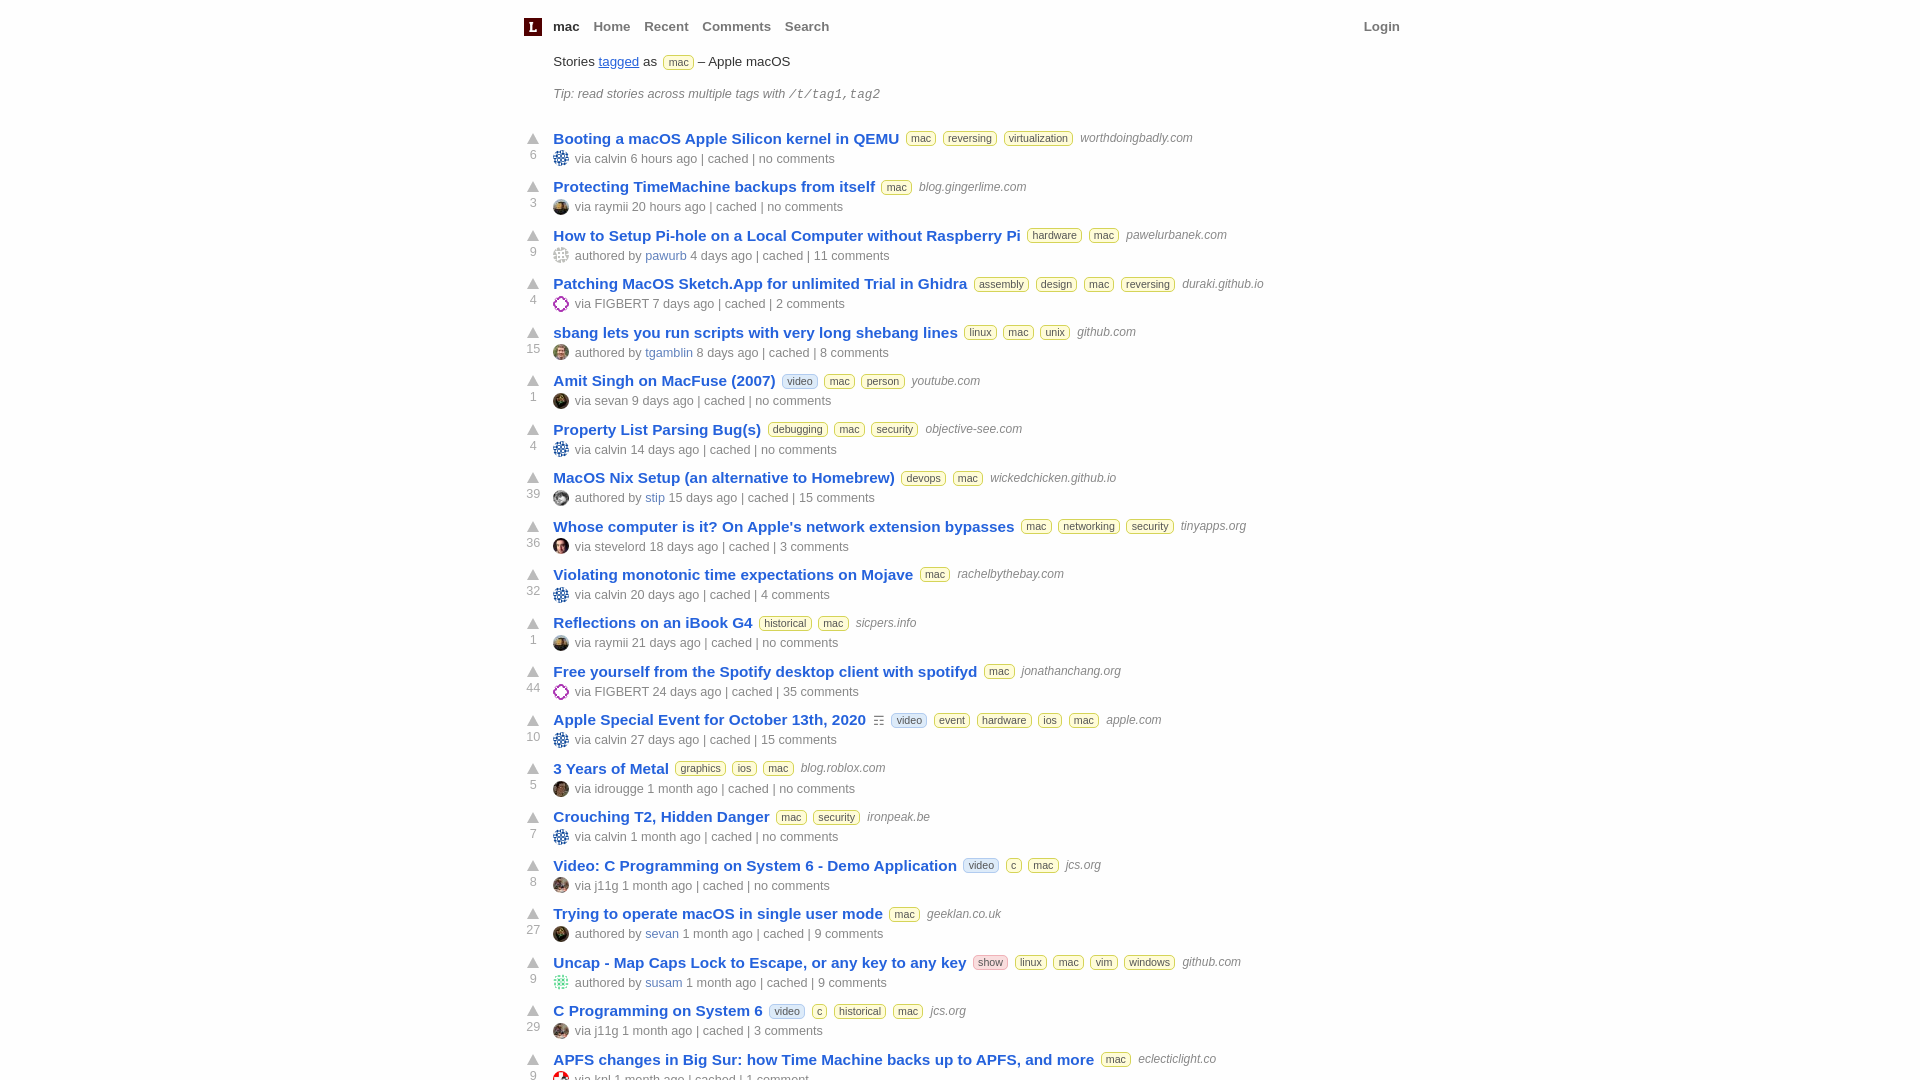 L mac Home Recent Comments Search Login
Stories tagged as mac – Apple macOS
Tip: read stories across multiple tags with /t/tag1,tag2
Booting a macOS Apple Silicon kernel in QEMU mac reversing virtualization worthdoingbadly.com
6 via calvin 6 hours ago | cached | no comments
Protecting TimeMachine backups from itself mac blog.gingerlime.com
3 via raymii 20 hours ago | cached | no comments
How to Setup Pi-hole on a Local Computer without Raspberry Pi hardware mac pawelurbanek.com
9 authored by pawurb 4 days ago | cached | 11 comments
Patching MacOS Sketch.App for unlimited Trial in Ghidra assembly design mac reversing duraki.github.io
4 via FIGBERT 7 days ago | cached | 2 comments
sbang lets you run scripts with very long shebang lines linux mac unix github.com
15 authored by tgamblin 8 days ago | cached | 8 comments
Amit Singh on MacFuse (2007) video mac person youtube.com
1 via sevan 9 days ago | cached | no comments
Property List Parsing Bug(s) debugging mac security objective-see.com
4 via calvin 14 days ago | cached | no comments
MacOS Nix Setup (an alternative to Homebrew) devops mac wickedchicken.github.io
39 authored by stip 15 days ago | cached | 15 comments
Whose computer is it? On Apple's network extension bypasses mac networking security tinyapps.org
36 via stevelord 18 days ago | cached | 3 comments
Violating monotonic time expectations on Mojave mac rachelbythebay.com
32 via calvin 20 days ago | cached | 4 comments
Reflections on an iBook G4 historical mac sicpers.info
1 via raymii 21 days ago | cached | no comments
Free yourself from the Spotify desktop client with spotifyd mac jonathanchang.org
44 via FIGBERT 24 days ago | cached | 35 comments
Apple Special Event for October 13th, 2020 ☶ video event hardware ios mac apple.com
10 via calvin 27 days ago | cached | 15 comments
3 Years of Metal graphics ios mac blog.roblox.com
5 via idrougge 1 month ago | cached | no comments
Crouching T2, Hidden Danger mac security ironpeak.be
7 via calvin 1 month ago | cached | no comments
Video: C Programming on System 6 - Demo Application video c mac jcs.org
8 via j11g 1 month ago | cached | no comments
Trying to operate macOS in single user mode mac geeklan.co.uk
27 authored by sevan 1 month ago | cached | 9 comments
Uncap - Map Caps Lock to Escape, or any key to any key show linux mac vim windows github.com
9 authored by susam 1 month ago | cached | 9 comments
C Programming on System 6 video c historical mac jcs.org
29 via j11g 1 month ago | cached | 3 comments
APFS changes in Big Sur: how Time Machine backs up to APFS, and more mac eclecticlight.co
9 via knl 1 month ago | cached | 1 comment